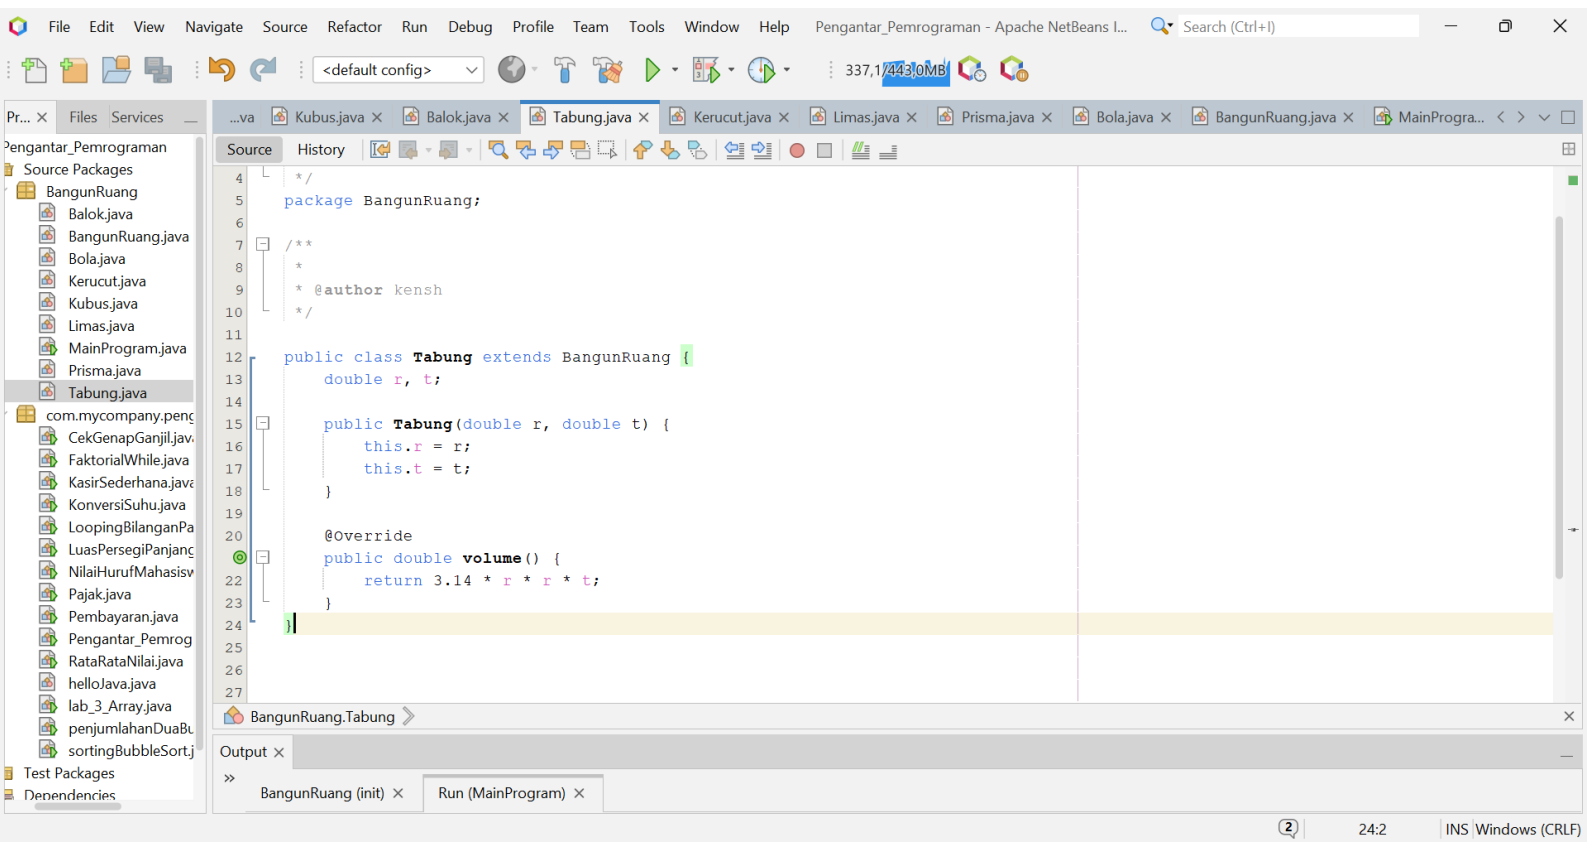 File Edit View Navigate Source Refactor Run Debug Profile Team Tools Window Help Pengantar_Pemrograman - Apache NetBeans I... Search (Ctrl+I)
<default config> 337,1/443,0MB
Pr... Files Services
...va Kubus.java Balok.java Tabung.java Kerucut.java Limas.java Prisma.java Bola.java BangunRuang.java MainProgra...
Pengantar_Pemrograman
Source Packages
BangunRuang
Balok.java
BangunRuang.java
Bola.java
Kerucut.java
Kubus.java
Limas.java
MainProgram.java
Prisma.java
Tabung.java
com.mycompany.peng
CekGenapGanjil.java
FaktorialWhile.java
KasirSederhana.java
KonversiSuhu.java
LoopingBilanganPa
LuasPersegiPanjang
NilaiHurufMahasisw
Pajak.java
Pembayaran.java
Pengantar_Pemrog
RataRataNilai.java
helloJava.java
lab_3_Array.java
penjumlahanDuaBu
sortingBubbleSort.j
Test Packages
Dependencies
Source History
4 */
5 package BangunRuang;
6
7 /**
8 *
9 * @author kensh
10 */
11
12 public class Tabung extends BangunRuang {
13 double r, t;
14
15 public Tabung(double r, double t) {
16 this.r = r;
17 this.t = t;
18 }
19
20 @Override
public double volume() {
22 return 3.14 * r * r * t;
23 }
24 }
25
26
27
BangunRuang.Tabung
Output
BangunRuang (init) Run (MainProgram)
2 24:2 INS Windows (CRLF)